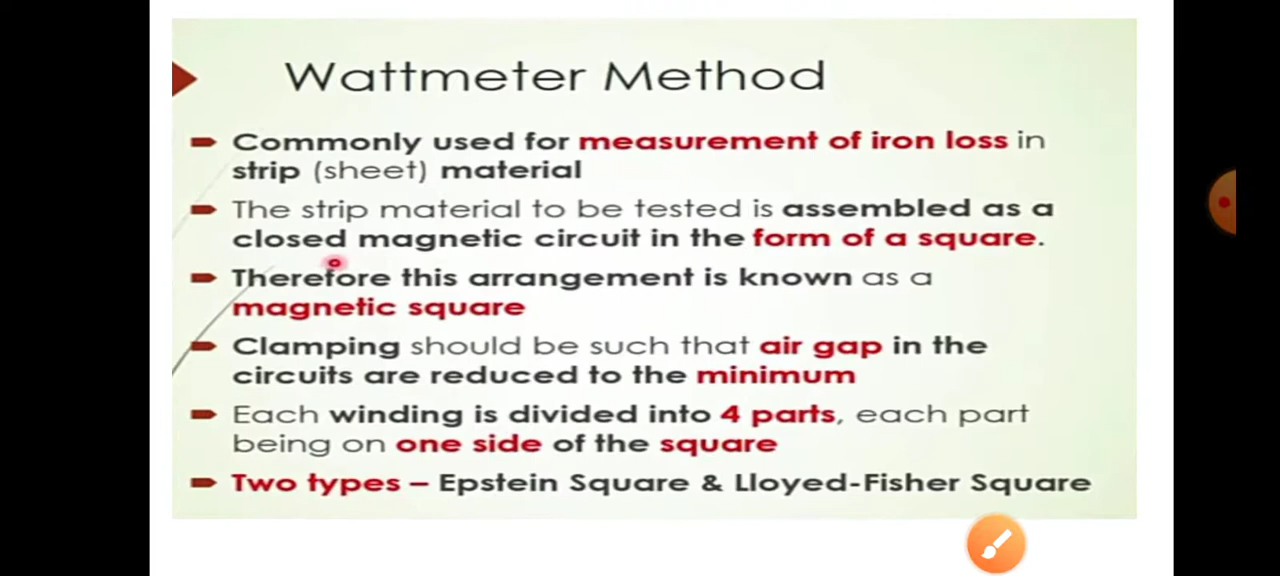 Wattmeter Method
Commonly used for measurement of iron loss in
strip (sheet) material
The strip material to be tested is assembled as a
closed magnetic circuit in the form of a square.
Therefore this arrangement is known as a
magnetic square
Clamping should be such that air gap in the
circuits are reduced to the minimum
Each winding is divided into 4 parts, each part
being on one side of the square
Two types – Epstein Square & Lloyed-Fisher Square